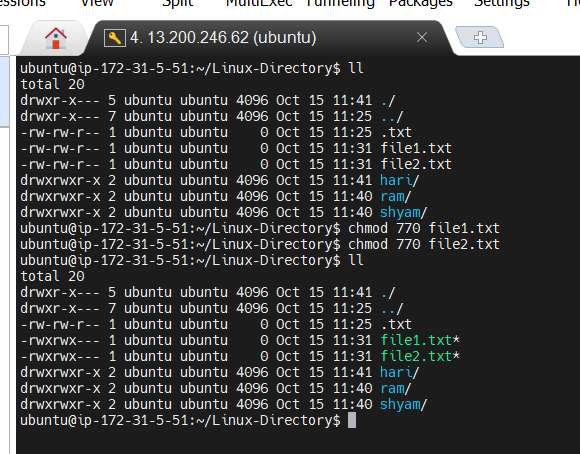 essions View Split MultiExec Tunneling Packages Settings He
4. 13.200.246.62 (ubuntu)
ubuntu@ip-172-31-5-51:~/Linux-Directory$ ll
total 20
drwxr-x--- 5 ubuntu ubuntu 4096 Oct 15 11:41 ./
drwxr-x--- 7 ubuntu ubuntu 4096 Oct 15 11:25 ../
-rw-rw-r-- 1 ubuntu ubuntu    0 Oct 15 11:25 .txt
-rw-rw-r-- 1 ubuntu ubuntu    0 Oct 15 11:31 file1.txt
-rw-rw-r-- 1 ubuntu ubuntu    0 Oct 15 11:31 file2.txt
drwxrwxr-x 2 ubuntu ubuntu 4096 Oct 15 11:41 hari/
drwxrwxr-x 2 ubuntu ubuntu 4096 Oct 15 11:40 ram/
drwxrwxr-x 2 ubuntu ubuntu 4096 Oct 15 11:40 shyam/
ubuntu@ip-172-31-5-51:~/Linux-Directory$ chmod 770 file1.txt
ubuntu@ip-172-31-5-51:~/Linux-Directory$ chmod 770 file2.txt
ubuntu@ip-172-31-5-51:~/Linux-Directory$ ll
total 20
drwxr-x--- 5 ubuntu ubuntu 4096 Oct 15 11:41 ./
drwxr-x--- 7 ubuntu ubuntu 4096 Oct 15 11:25 ../
-rw-rw-r-- 1 ubuntu ubuntu    0 Oct 15 11:25 .txt
-rwxrwx--- 1 ubuntu ubuntu    0 Oct 15 11:31 file1.txt*
-rwxrwx--- 1 ubuntu ubuntu    0 Oct 15 11:31 file2.txt*
drwxrwxr-x 2 ubuntu ubuntu 4096 Oct 15 11:41 hari/
drwxrwxr-x 2 ubuntu ubuntu 4096 Oct 15 11:40 ram/
drwxrwxr-x 2 ubuntu ubuntu 4096 Oct 15 11:40 shyam/
ubuntu@ip-172-31-5-51:~/Linux-Directory$